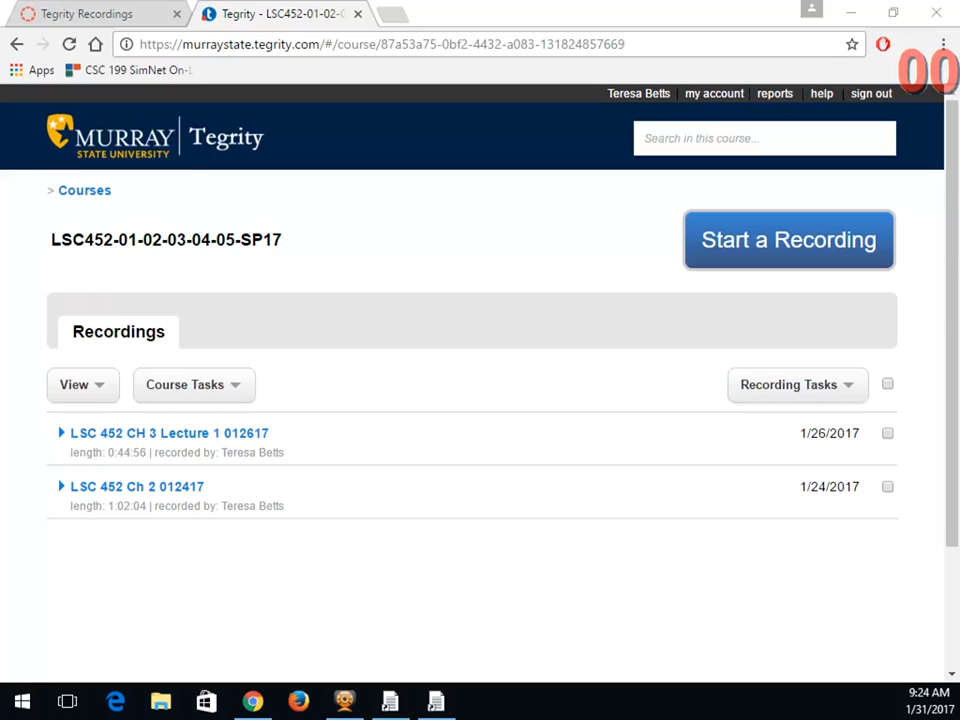 Tegrity Recordings
Tegrity - LSC452-01-02-0
https://murraystate.tegrity.com/#/course/87a53a75-0bf2-4432-a083-131824857669
Apps
CSC 199 SimNet On-L
00
Teresa Betts | my account | reports | help | sign out
MURRAY
STATE UNIVERSITY
Tegrity
Search in this course...
> Courses
LSC452-01-02-03-04-05-SP17
Start a Recording
Recordings
View
Course Tasks
Recording Tasks
LSC 452 CH 3 Lecture 1 012617
1/26/2017
length: 0:44:56 | recorded by: Teresa Betts
LSC 452 Ch 2 012417
1/24/2017
length: 1:02:04 | recorded by: Teresa Betts
9:24 AM
1/31/2017